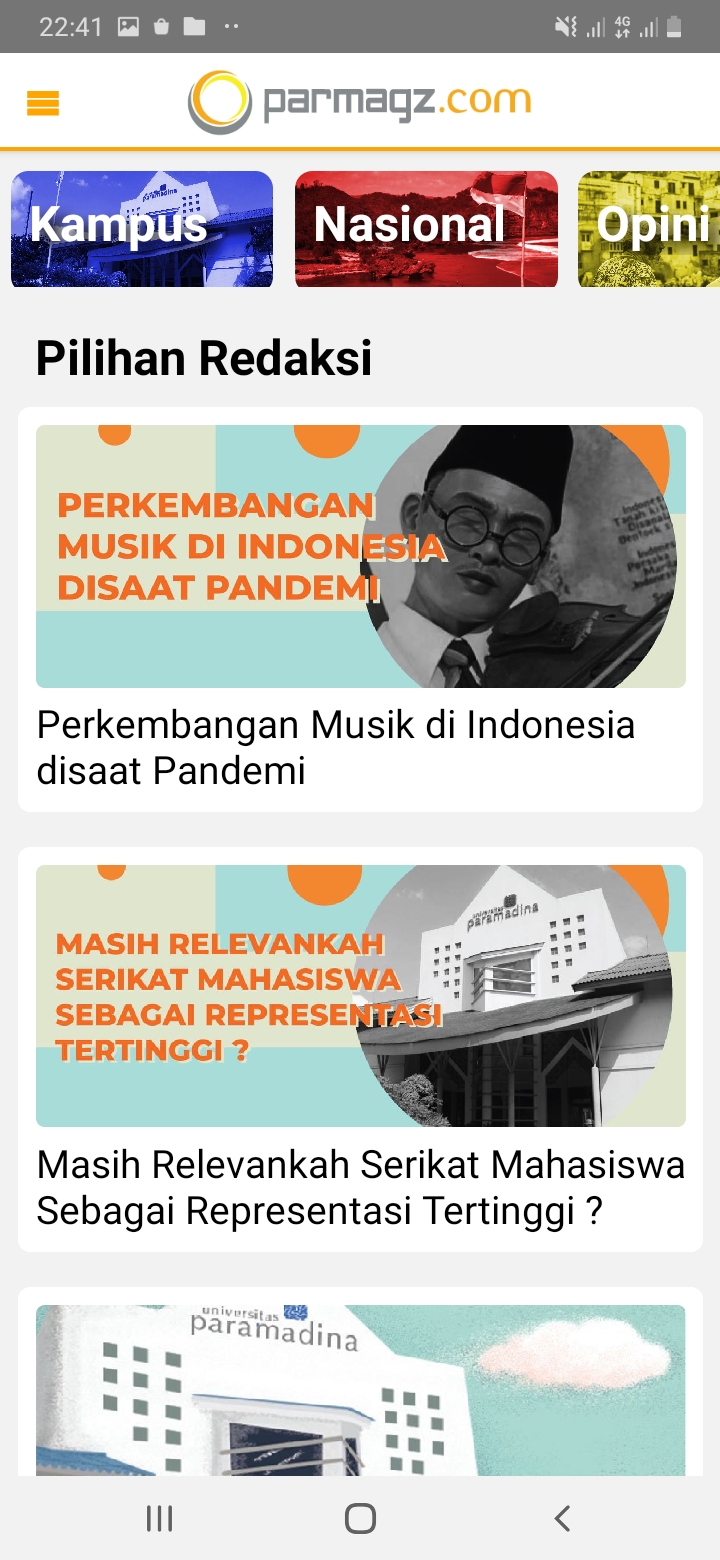 22:41
4G
parmagz.com
Kampus
Nasional
Opini
Pilihan Redaksi
PERKEMBANGAN
MUSIK DI INDONESIA
DISAAT PANDEMI
Perkembangan Musik di Indonesia
disaat Pandemi
universitas
paramadina
MASIH RELEVANKAH
SERIKAT MAHASISWA
SEBAGAI REPRESENTASI
TERTINGGI ?
Masih Relevankah Serikat Mahasiswa
Sebagai Representasi Tertinggi ?
universitas
paramadina